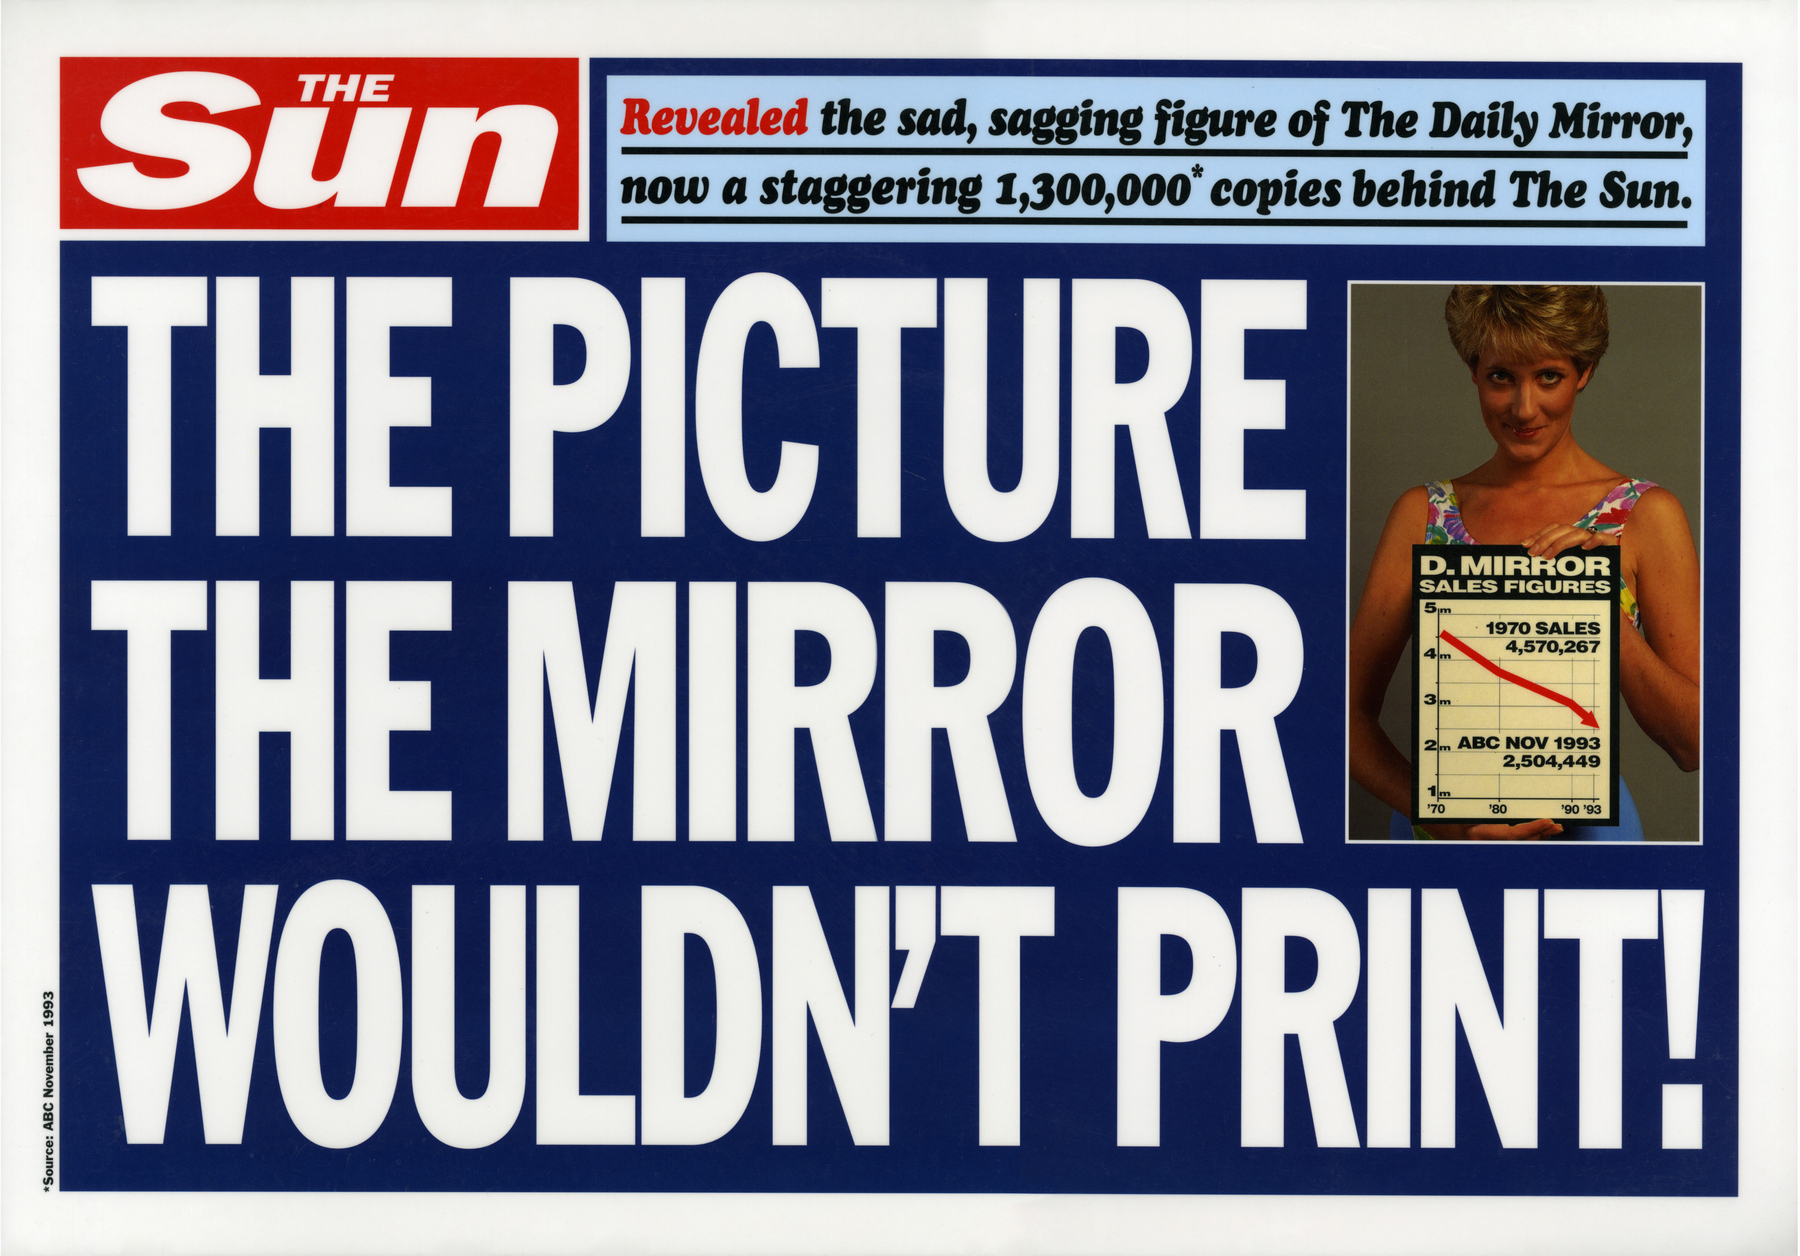 THE
Sun
Revealed the sad, sagging figure of The Daily Mirror,
now a staggering 1,300,000* copies behind The Sun.
THE PICTURE
THE MIRROR
WOULDN'T PRINT!
D. MIRROR
SALES FIGURES
5m
1970 SALES
4,570,267
4m
3m
2m
ABC NOV 1993
2,504,449
1m
'70 '80 '90 '93
*Source: ABC November 1993